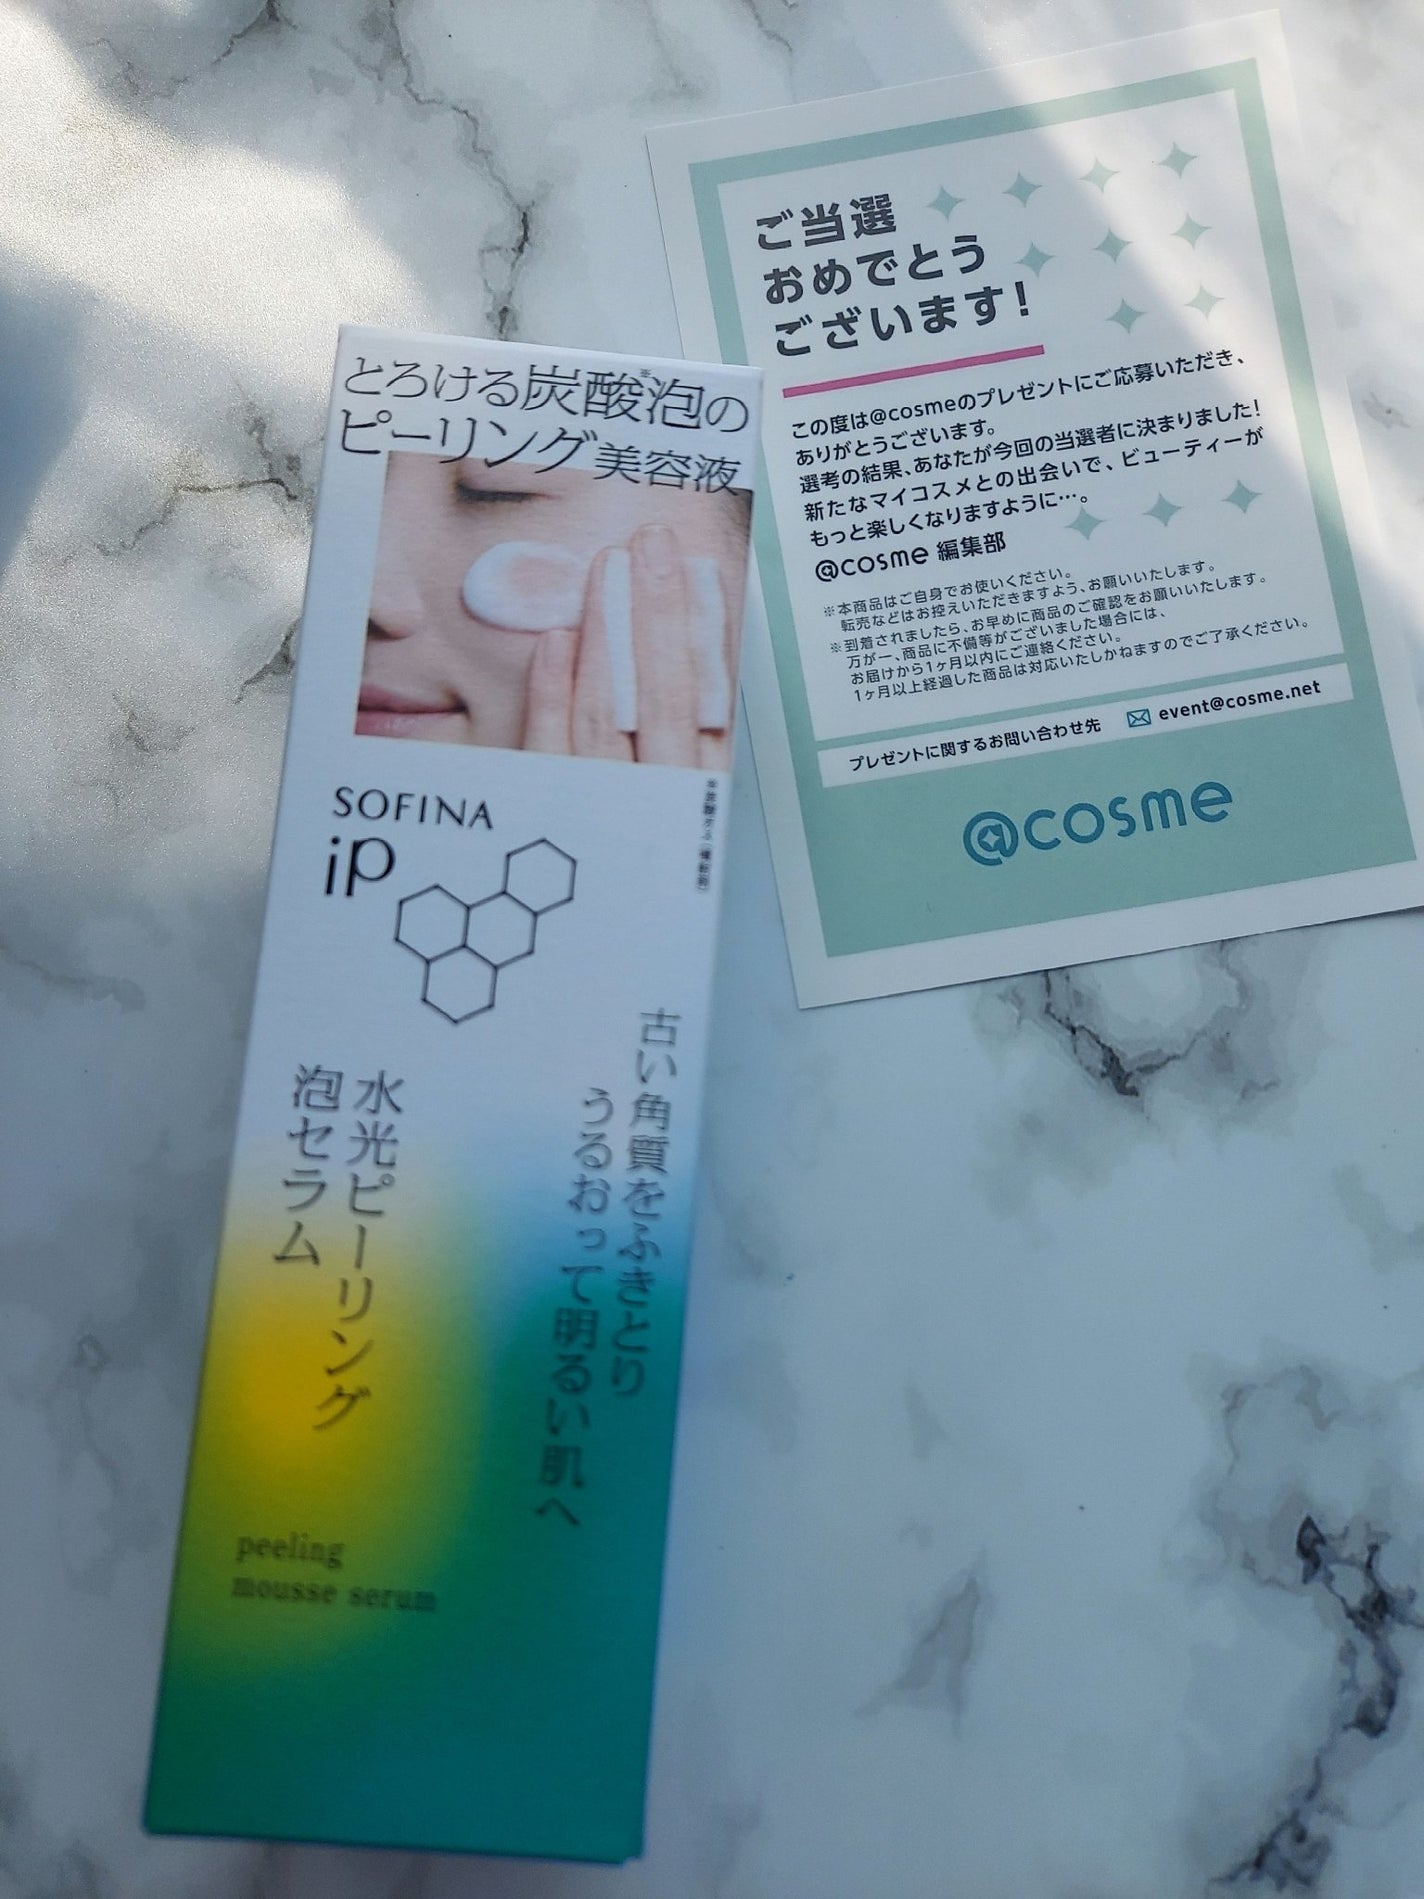 とろける炭酸※泡の
ピーリング美容液
SOFINA
iP
古い角質をふきとり
うるおって明るい肌へ
水光ピーリング
泡セラム
peeling
mousse serum
ご当選
おめでとう
ございます!
この度は@cosmeのプレゼントにご応募いただき、
ありがとうございます。
選考の結果、あなたが今回の当選者に決まりました!
新たなマイコスメとの出会いで、ビューティーが
もっと楽しくなりますように…。
@cosme 編集部
※本商品はご自身でお使いください。
転売などはお控えいただきますよう、お願いいたします。
※到着されましたら、お早めに商品のご確認をお願いいたします。
万が一、商品に不備等がございました場合には、
お届けから1ヶ月以内にご連絡ください。
1ヶ月以上経過した商品は対応いたしかねますのでご了承ください。
プレゼントに関するお問い合わせ先 event@cosme.net
@cosme